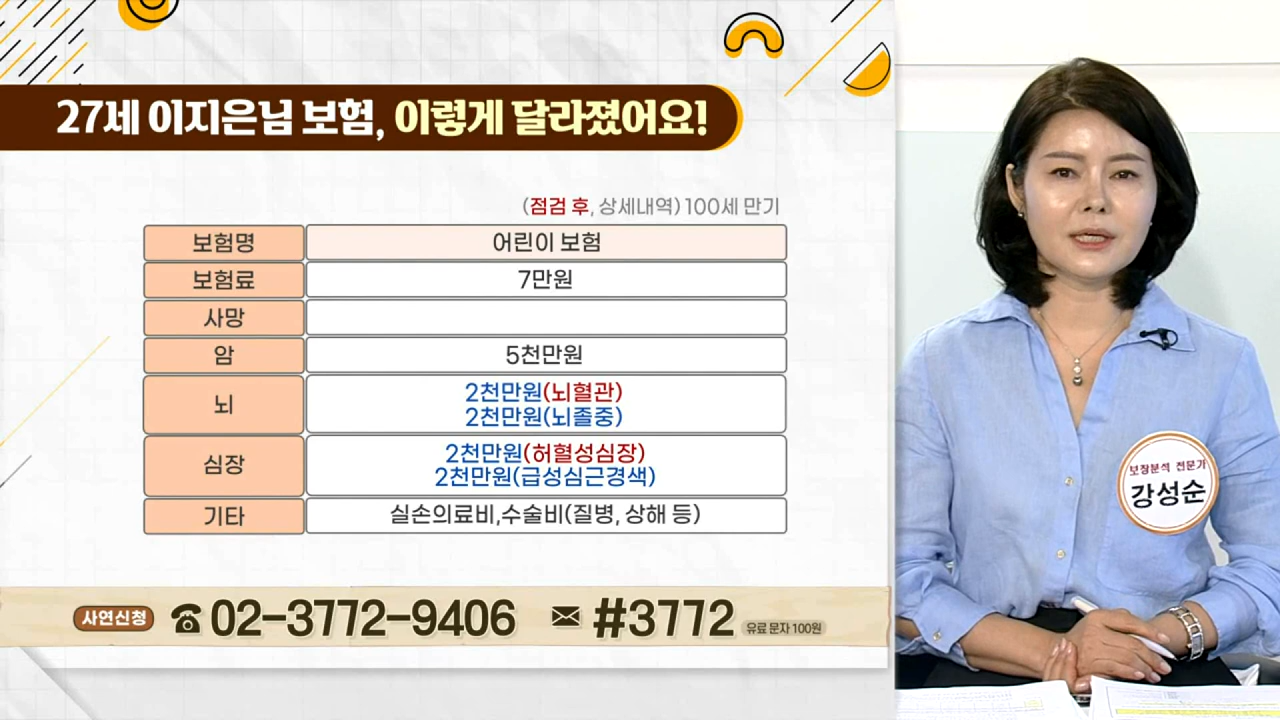 27세 이지은님 보험, 이렇게 달라졌어요!
(점검 후, 상세내역) 100세 만기
보험명 어린이 보험
보험료 7만원
사망
암 5천만원
뇌 2천만원(뇌혈관)
2천만원(뇌졸중)
심장 2천만원(허혈성심장)
2천만원(급성심근경색)
기타 실손의료비,수술비(질병, 상해 등)
보장분석 전문가
강성순
사연신청 02-3772-9406 #3772 유료 문자 100원